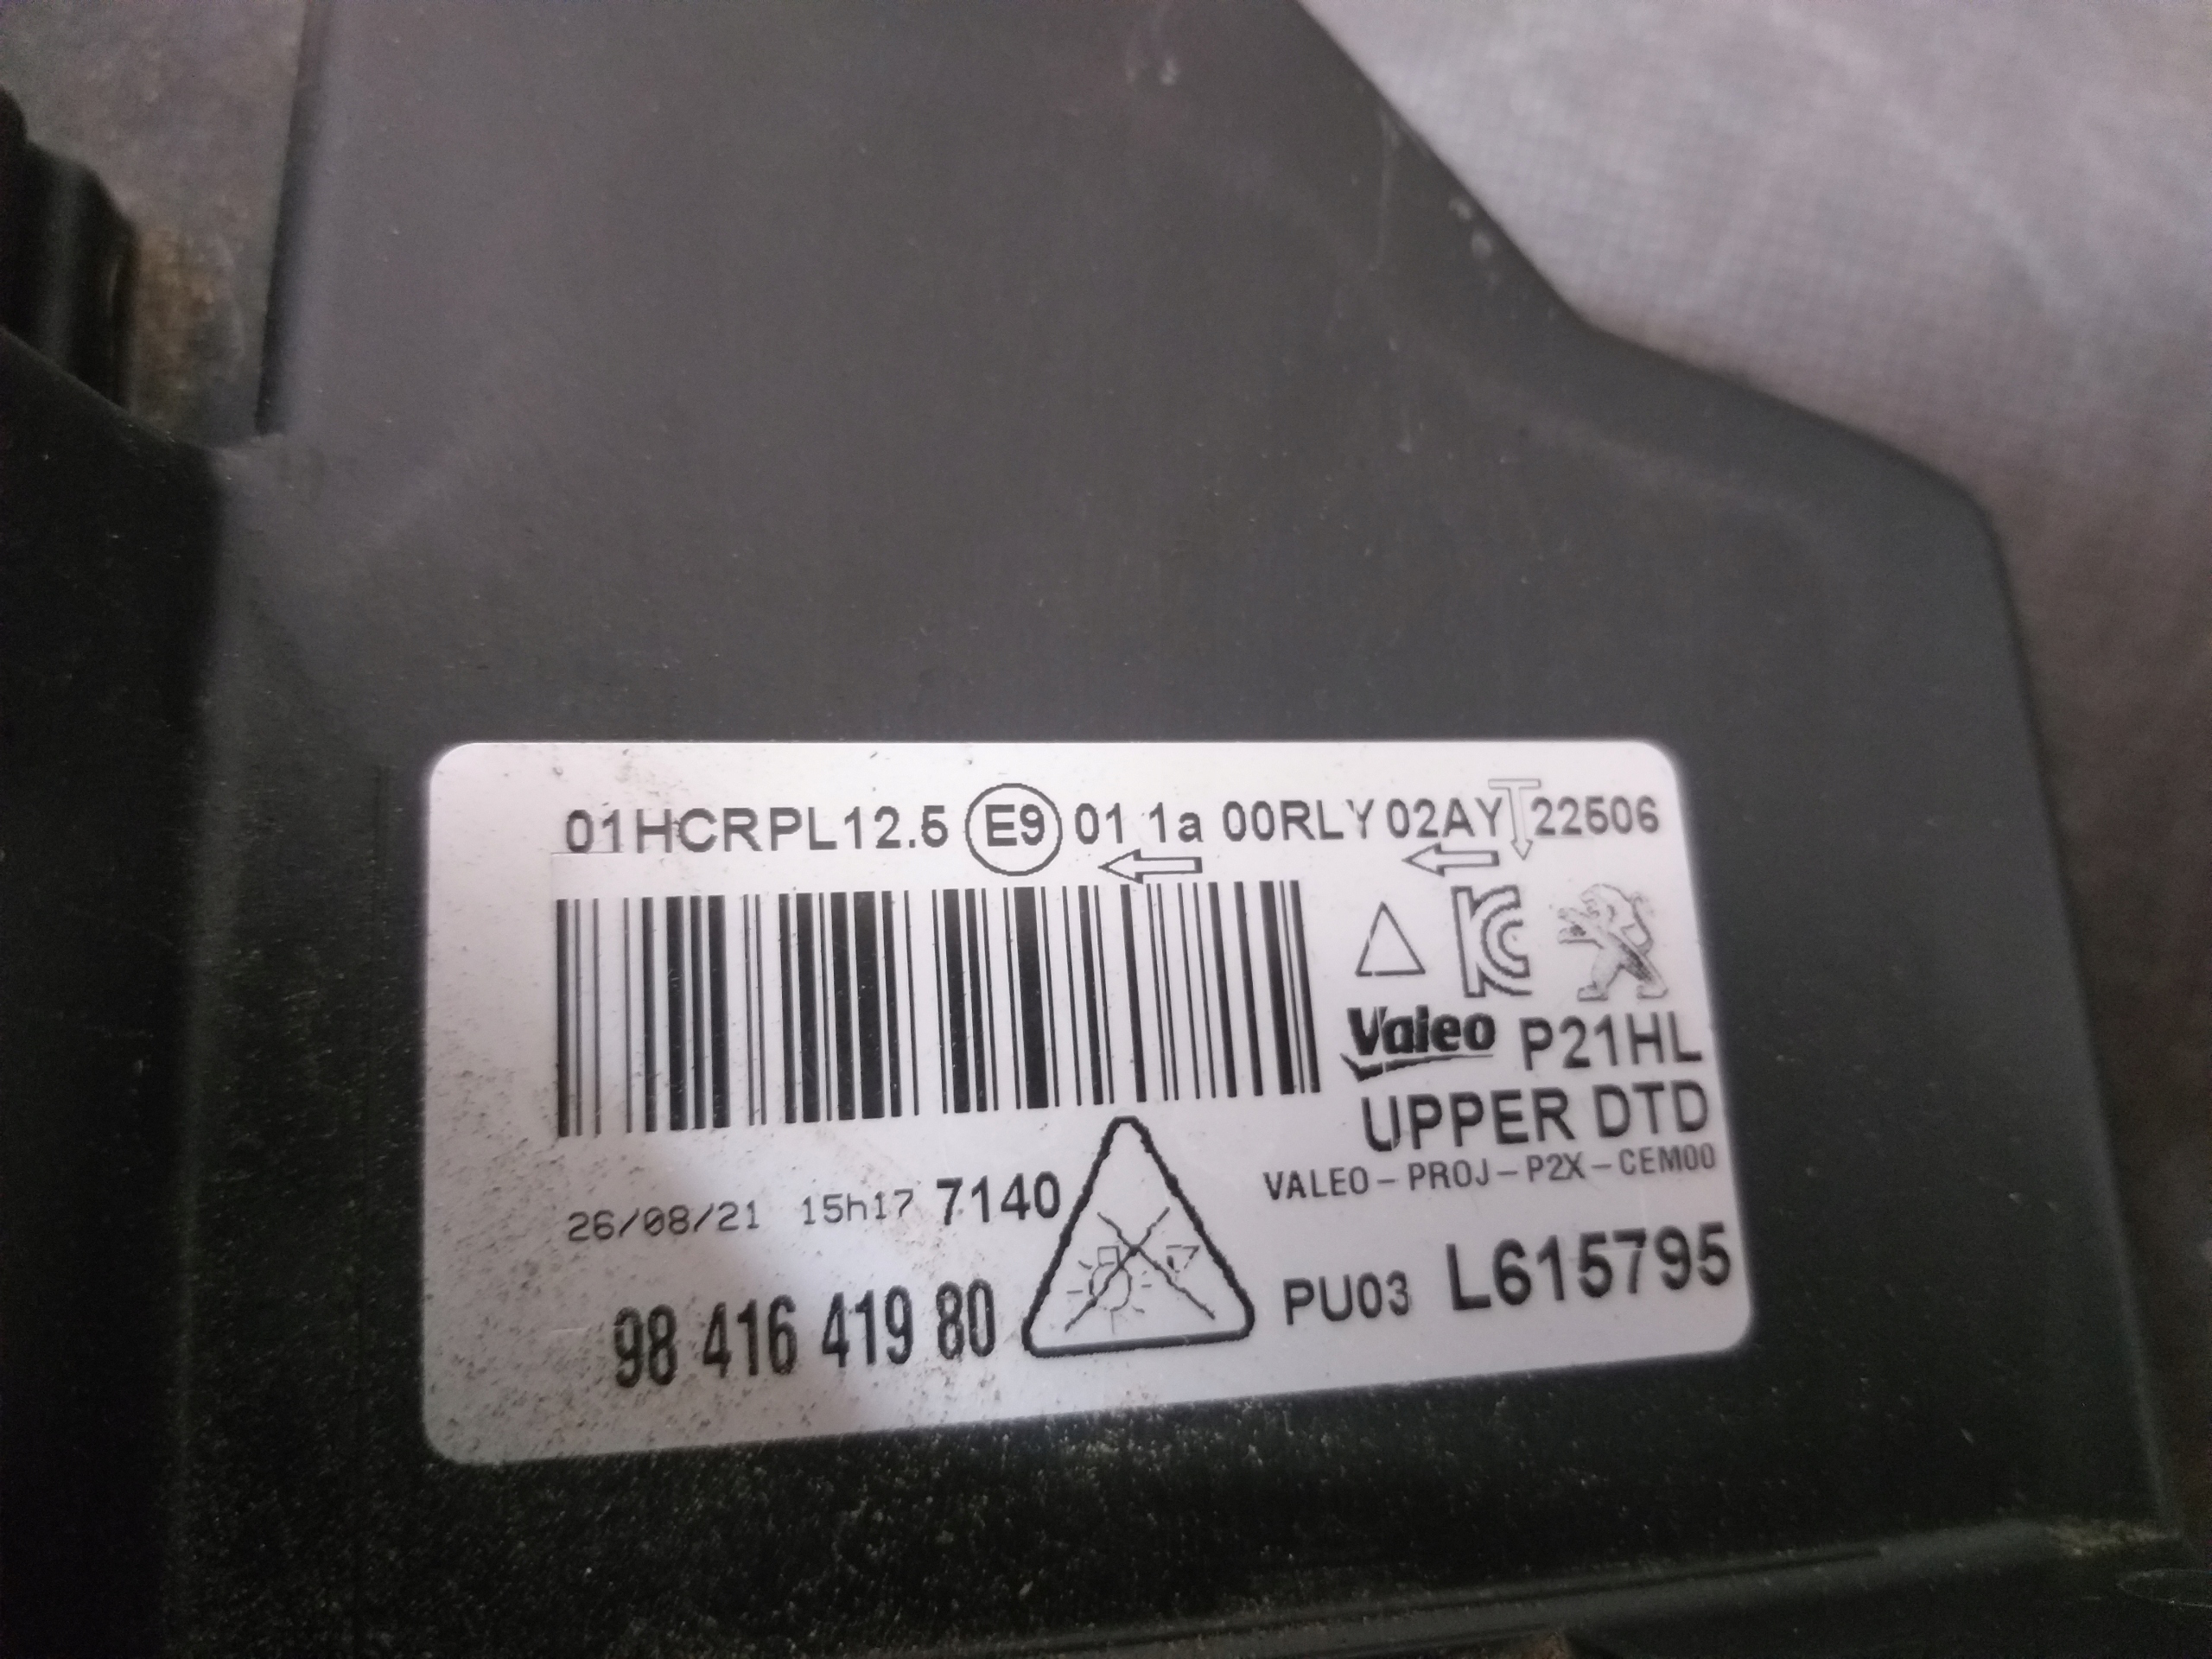 01HCRPL12.5 E9 01 1a 00RLY 02AY 22506
KC
Valeo P21HL
UPPER DTD
VALEO-PROJ-P2X-CEM00
26/08/21 15h17 7140
98 416 419 80
PU03 L615795